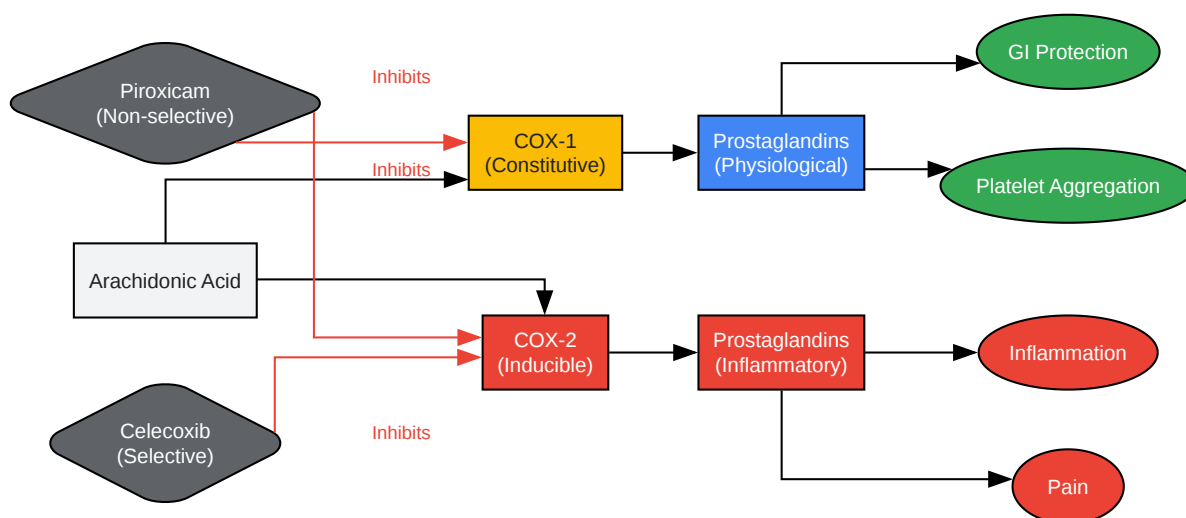 Piroxicam
(Non-selective)
Inhibits
Inhibits
COX-1
(Constitutive)
Prostaglandins
(Physiological)
GI Protection
Platelet Aggregation
Arachidonic Acid
COX-2
(Inducible)
Prostaglandins
(Inflammatory)
Inflammation
Celecoxib
(Selective)
Inhibits
Pain